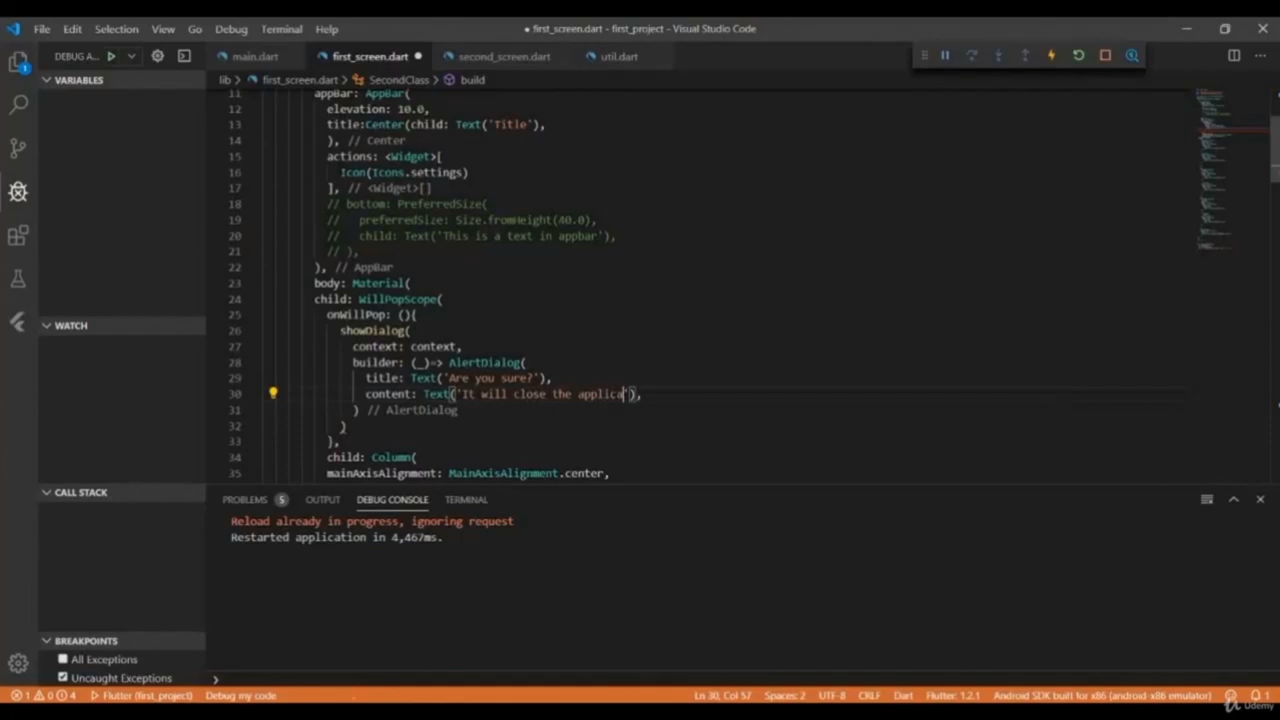 File Edit Selection View Go Debug Terminal Help
● first_screen.dart - first_project - Visual Studio Code
DEBUG A...
main.dart
first_screen.dart ●
second_screen.dart
util.dart
VARIABLES
WATCH
CALL STACK
BREAKPOINTS
All Exceptions
Uncaught Exceptions
lib > first_screen.dart > SecondClass > build
11 appBar: AppBar(
12 elevation: 10.0,
13 title:Center(child: Text('Title'),
14 ), // Center
15 actions: <Widget>[
16 Icon(Icons.settings)
17 ], // <Widget>[]
18 // bottom: PreferredSize(
19 // preferredSize: Size.fromHeight(40.0),
20 // child: Text('This is a text in appbar'),
21 // ),
22 ), // AppBar
23 body: Material(
24 child: WillPopScope(
25 onWillPop: (){
26 showDialog(
27 context: context,
28 builder: (_)=> AlertDialog(
29 title: Text('Are you sure?'),
30 content: Text('It will close the applica'),
31 ) // AlertDialog
32 )
33 },
34 child: Column(
35 mainAxisAlignment: MainAxisAlignment.center,
PROBLEMS 5 OUTPUT DEBUG CONSOLE TERMINAL
Reload already in progress, ignoring request
Restarted application in 4,467ms.
1 0 4 Flutter (first_project) Debug my code
Ln 30, Col 57 Spaces: 2 UTF-8 CRLF Dart Flutter: 1.2.1 Android SDK built for x86 (android-x86 emulator) 1
Udemy